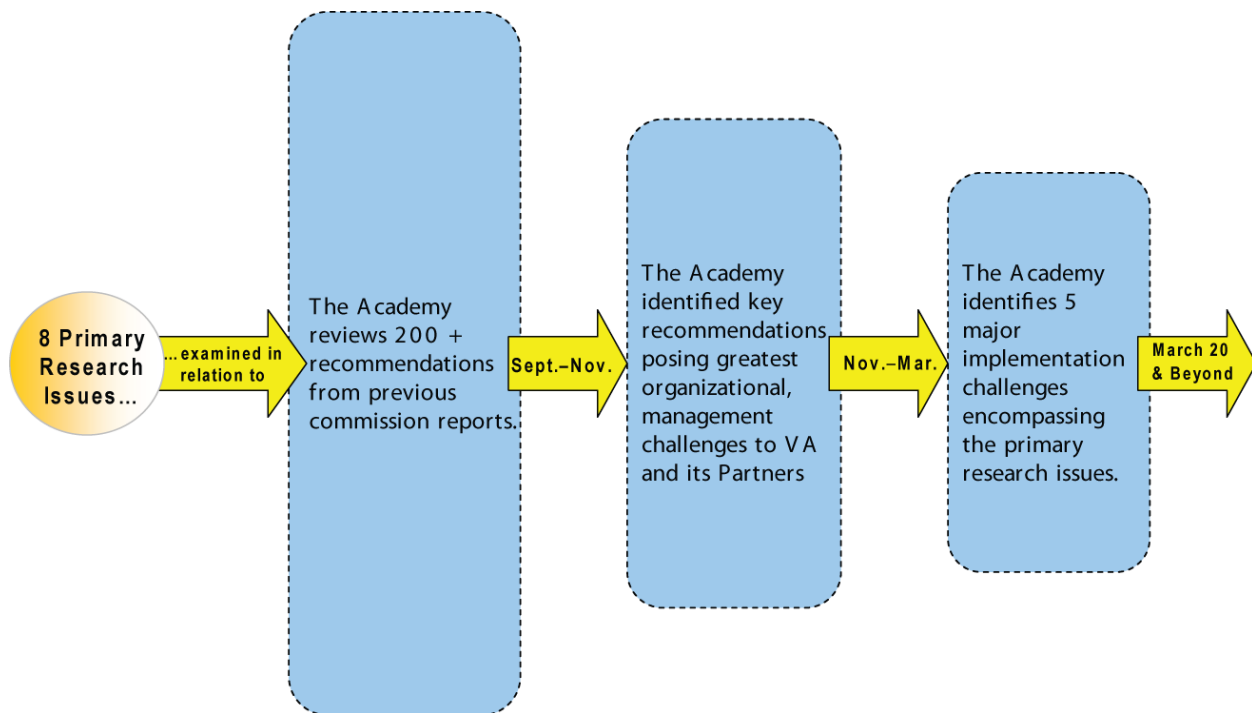 8 Primary
Research
Issues…
…examined in
relation to
The Academy
reviews 200 +
recommendations
from previous
commission reports.
Sept.–Nov.
The Academy
identified key
recommendations
posing greatest
organizational,
management
challenges to VA
and its Partners
Nov.–Mar.
The Academy
identifies 5
major
implementation
challenges
encompassing
the primary
research issues.
March 20
& Beyond